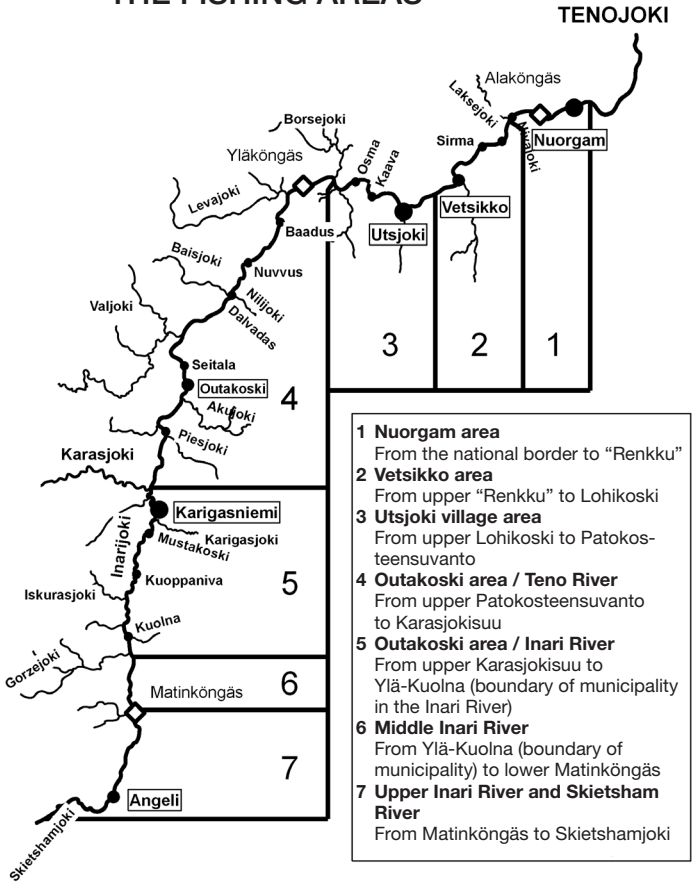 THE FISHING AREAS
TENOJOKI
Alaköngäs
Laksejoki
Borsejoki
Nivajoki
Nuorgam
Sirma
Osma
Kaava
Yläköngäs
Levajoki
Vetsikko
Utsjoki
Baadus
Baisjoki
Nuvvus
Nilijoki
Dalvadas
Valjoki
3
2
1
Seitala
Outakoski
4
Akujoki
Piesjoki
Karasjoki
Karigasniemi
Inarijoki
Karigasjoki
Mustakoski
Kuoppaniva
5
Iskurasjoki
Kuolna
Gorzejoki
Matinköngäs
6
7
Angeli
Skietshamjoki
1 Nuorgam area
From the national border to “Renkku”
2 Vetsikko area
From upper “Renkku” to Lohikoski
3 Utsjoki village area
From upper Lohikoski to Patokos-
teensuvanto
4 Outakoski area / Teno River
From upper Patokosteensuvanto
to Karasjokisuu
5 Outakoski area / Inari River
From upper Karasjokisuu to
Ylä-Kuolna (boundary of municipality
in the Inari River)
6 Middle Inari River
From Ylä-Kuolna (boundary of
municipality) to lower Matinköngäs
7 Upper Inari River and Skietsham
River
From Matinköngäs to Skietshamjoki